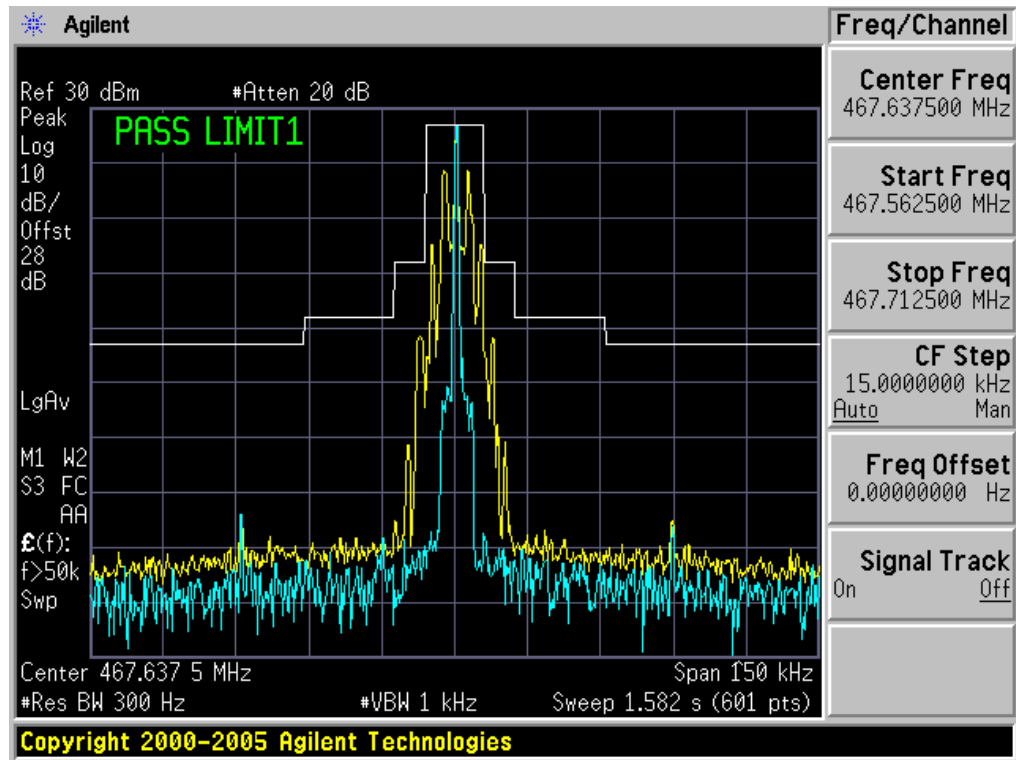 Agilent
Freq/Channel
Ref 30 dBm #Atten 20 dB
Peak
Log
10
dB/
Offst
28
dB
PASS LIMIT1
LgAv
M1 W2
S3 FC
AA
£(f):
f>50k
Swp
Center 467.637 5 MHz Span 150 kHz
#Res BW 300 Hz #VBW 1 kHz Sweep 1.582 s (601 pts)
Copyright 2000-2005 Agilent Technologies
Center Freq
467.637500 MHz
Start Freq
467.562500 MHz
Stop Freq
467.712500 MHz
CF Step
15.0000000 kHz
Auto Man
Freq Offset
0.00000000 Hz
Signal Track
On Off